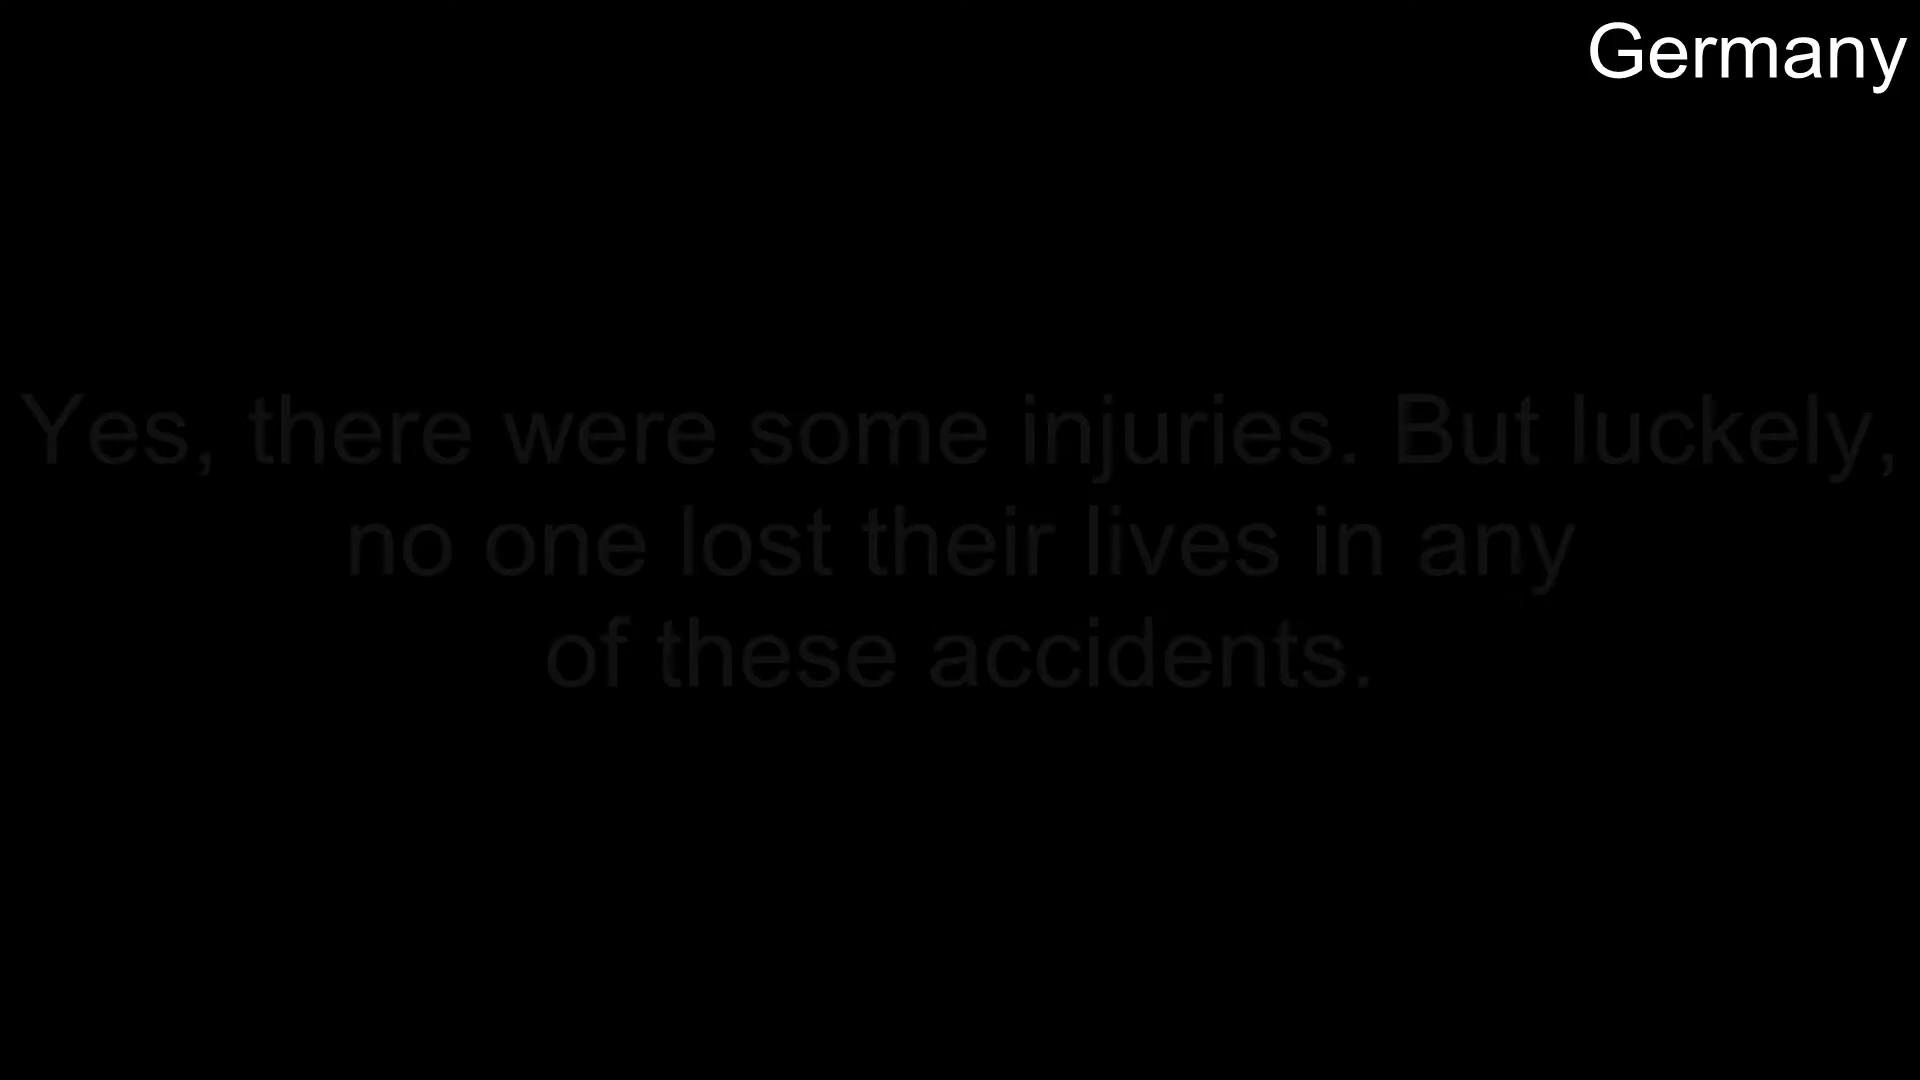 Germany
Yes, there were some injuries. But luckely,
no one lost their lives in any
of these accidents.